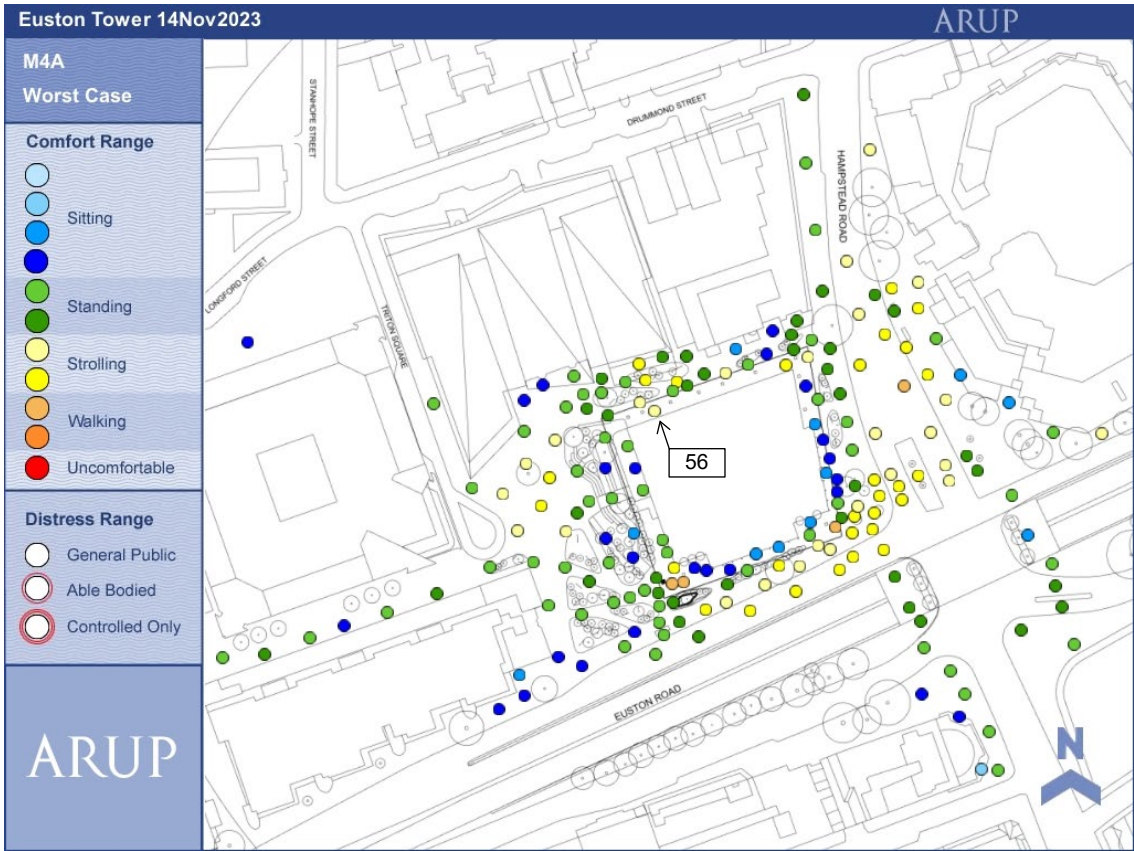 Euston Tower 14Nov2023
ARUP
M4A
Worst Case
Comfort Range
Sitting
Standing
Strolling
Walking
Uncomfortable
Distress Range
General Public
Able Bodied
Controlled Only
ARUP
STANHOPE STREET
DRUMMOND STREET
HAMPSTEAD ROAD
LONGFORD STREET
TRITON SQUARE
56
EUSTON ROAD
N